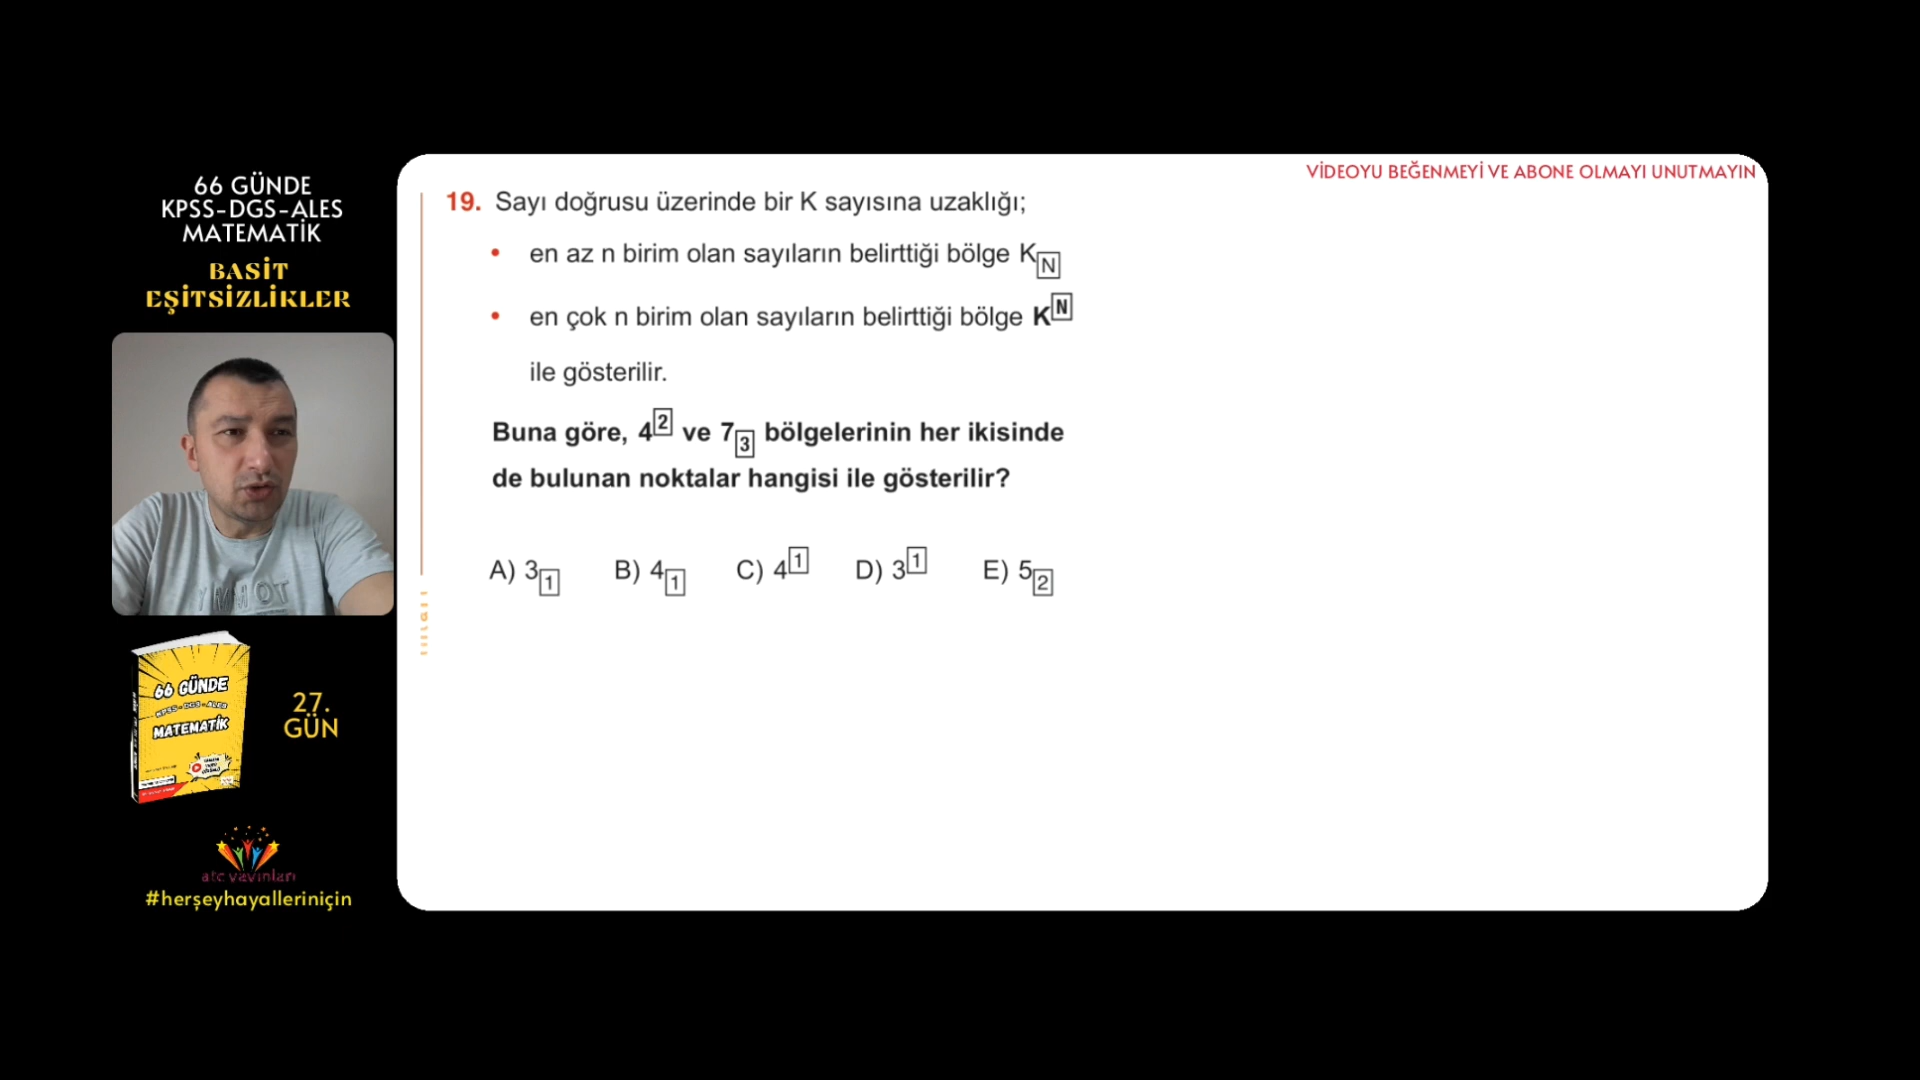 VİDEOYU BEĞENMEYİ VE ABONE OLMAYI UNUTMAYIN
66 GÜNDE
KPSS-DGS-ALES
MATEMATİK
BASİT
EŞİTSİZLİKLER
19. Sayı doğrusu üzerinde bir K sayısına uzaklığı;
• en az n birim olan sayıların belirttiği bölge K N
• en çok n birim olan sayıların belirttiği bölge K N
ile gösterilir.
Buna göre, 4 2 ve 7 3 bölgelerinin her ikisinde
de bulunan noktalar hangisi ile gösterilir?
A) 3 1 B) 4 1 C) 4 1 D) 3 1 E) 5 2
66 GÜNDE
KPSS-DGS-ALES
MATEMATİK
27.
GÜN
atc yayınları
#herşeyhayalleriniçin